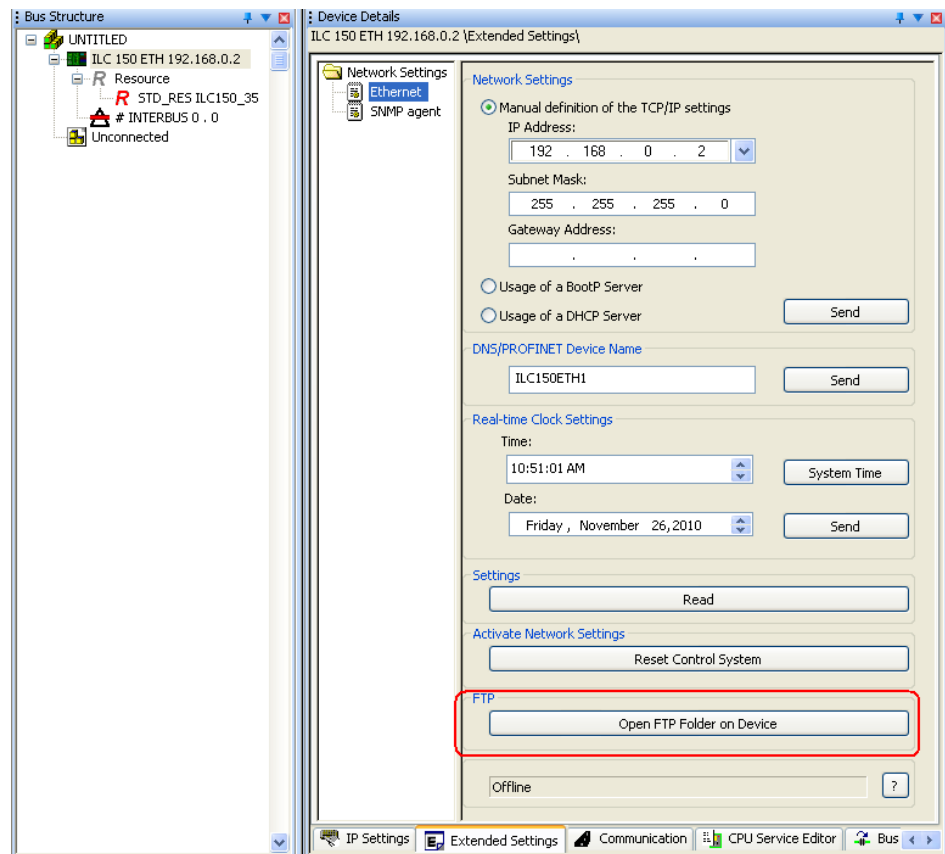 Bus Structure
UNTITLED
ILC 150 ETH 192.168.0.2
Resource
STD_RES ILC150_35
# INTERBUS 0 . 0
Unconnected
Device Details
ILC 150 ETH 192.168.0.2 \Extended Settings\
Network Settings
Ethernet
SNMP agent
Network Settings
Manual definition of the TCP/IP settings
IP Address:
192 . 168 . 0 . 2
Subnet Mask:
255 . 255 . 255 . 0
Gateway Address:
. . .
Usage of a BootP Server
Usage of a DHCP Server
Send
DNS/PROFINET Device Name
ILC150ETH1
Send
Real-time Clock Settings
Time:
10:51:01 AM
System Time
Date:
Friday , November 26,2010
Send
Settings
Read
Activate Network Settings
Reset Control System
FTP
Open FTP Folder on Device
Offline
?
IP Settings
Extended Settings
Communication
CPU Service Editor
Bus